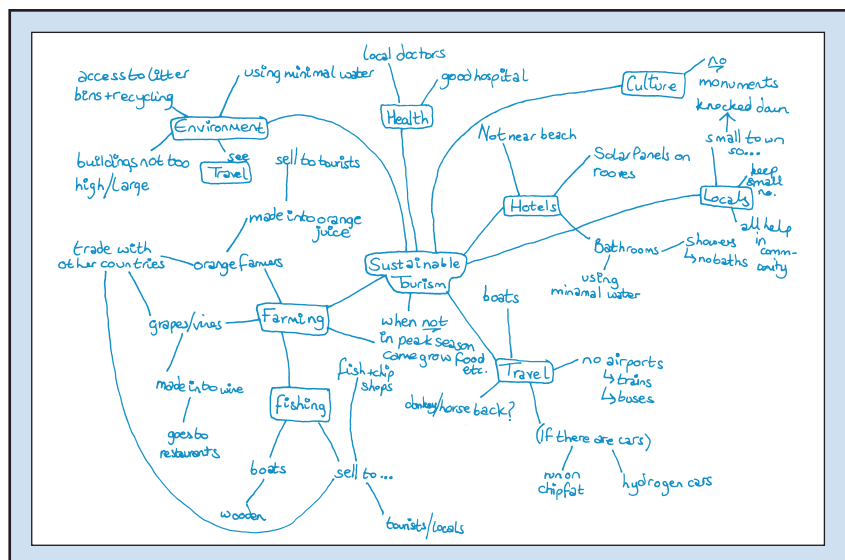 access to litter
bins + recycling
using minimal water
Environment
buildings not too
high/large
see
Travel
local doctors
good hospital
Health
Culture
no
monuments
knocked down
small town
so...
keep
small
no.
Locals
all help
in
comm-
unity
Not near beach
Solar Panels on
rooves
Hotels
Bathrooms
showers
↳ no baths
using
minamal water
sell to tourists
made into orange
juice
trade with
other countries
orange farmers
grapes/vines
Farming
made into wine
goes to
restaurants
Sustainable
Tourism
when not
in peak season
come grow food
etc.
fishing
fish + chip
shops
boats
wooden
sell to ...
tourists/locals
boats
Travel
donkey/horse back?
no airports
↳ trains
↳ buses
(If there are cars)
run on
chipfat
hydrogen cars